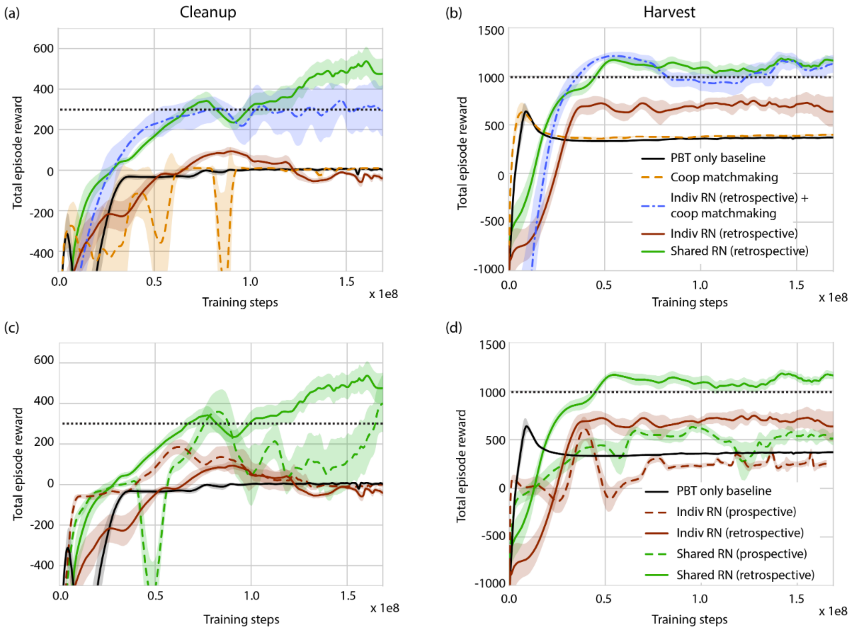 (a)
Cleanup
600
400
200
0
-200
-400
Total episode reward
0.0
0.5
1.0
1.5
x 1e8
Training steps
(b)
Harvest
1500
1000
500
0
-500
-1000
Total episode reward
PBT only baseline
Coop matchmaking
Indiv RN (retrospective) +
coop matchmaking
Indiv RN (retrospective)
Shared RN (retrospective)
0.0
0.5
1.0
1.5
x 1e8
Training steps
(c)
600
400
200
0
-200
-400
Total episode reward
0.0
0.5
1.0
1.5
x 1e8
Training steps
(d)
1500
1000
500
0
-500
-1000
Total episode reward
PBT only baseline
Indiv RN (prospective)
Indiv RN (retrospective)
Shared RN (prospective)
Shared RN (retrospective)
0.0
0.5
1.0
1.5
x 1e8
Training steps